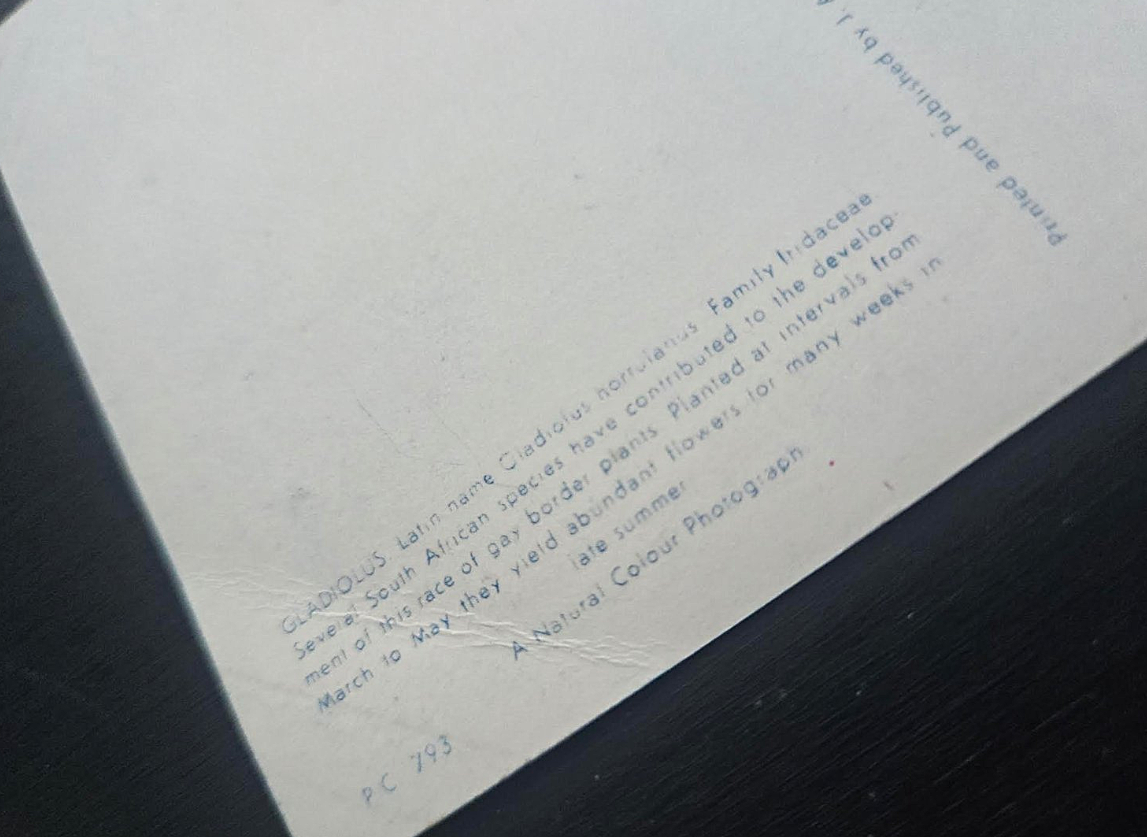 GLADIOLUS Latin name Gladiolus hortulanus Family Iridaceae
Several South African species have contributed to the develop-
ment of this race of gay border plants Planted at intervals from
March to May they yield abundant flowers for many weeks in
late summer
A Natural Colour Photograph
PC 793
Printed and Published by J.